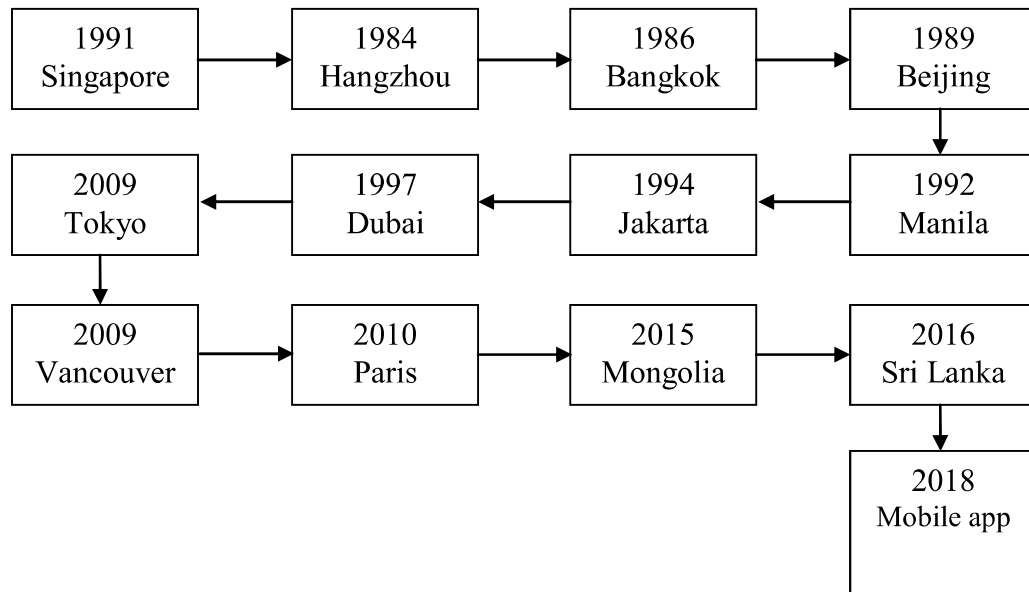 1991
Singapore
1984
Hangzhou
1986
Bangkok
1989
Beijing
1992
Manila
1994
Jakarta
1997
Dubai
2009
Tokyo
2009
Vancouver
2010
Paris
2015
Mongolia
2016
Sri Lanka
2018
Mobile app